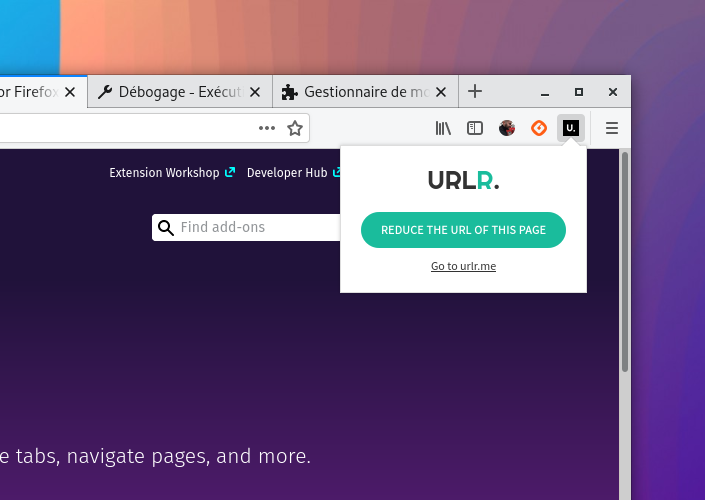 or Firefox
Débogage - Exécut
Gestionnaire de mo
U.
Extension Workshop
Developer Hub
URLR.
Find add-ons
REDUCE THE URL OF THIS PAGE
Go to urlr.me
e tabs, navigate pages, and more.